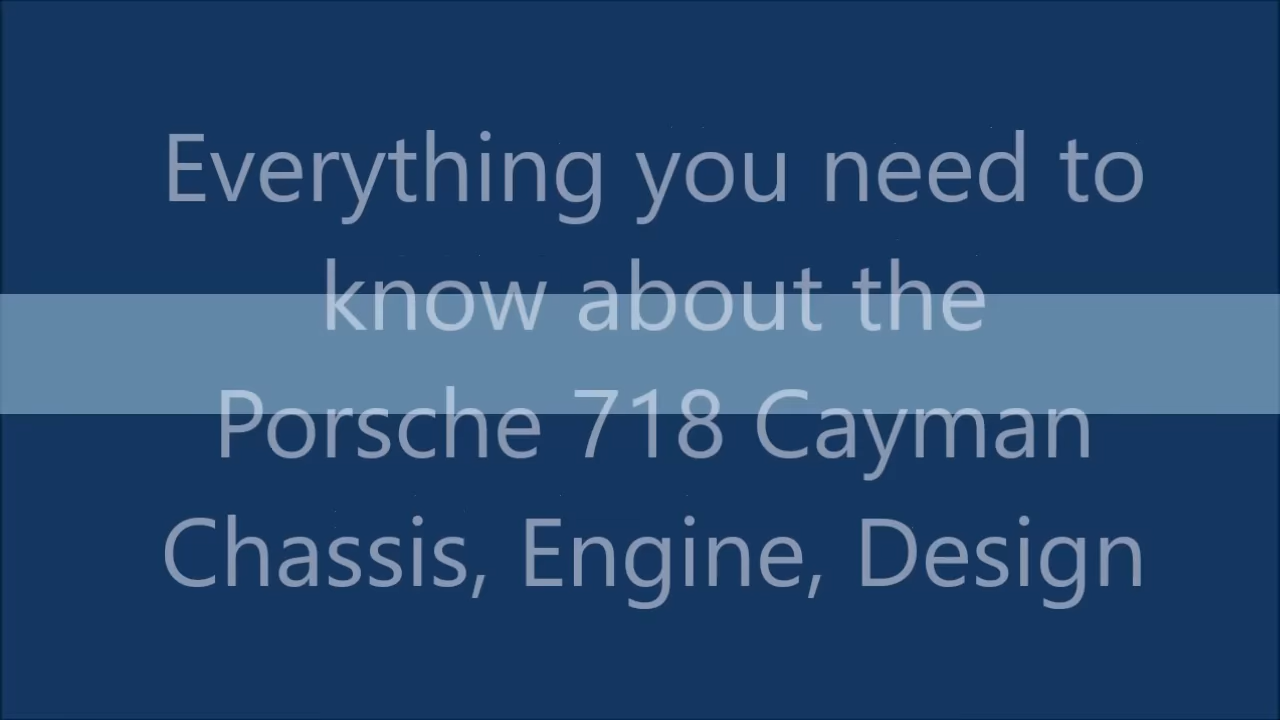 Everything you need to
know about the
Porsche 718 Cayman
Chassis, Engine, Design